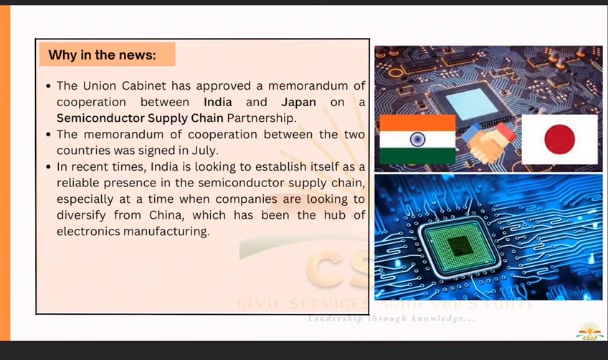 Why in the news:
• The Union Cabinet has approved a memorandum of
cooperation between India and Japan on a
Semiconductor Supply Chain Partnership.
• The memorandum of cooperation between the two
countries was signed in July.
• In recent times, India is looking to establish itself as a
reliable presence in the semiconductor supply chain,
especially at a time when companies are looking to
diversify from China, which has been the hub of
electronics manufacturing.
CIVIL SERVICES ACHIEVER'S POINT
Leadership through knowledge...